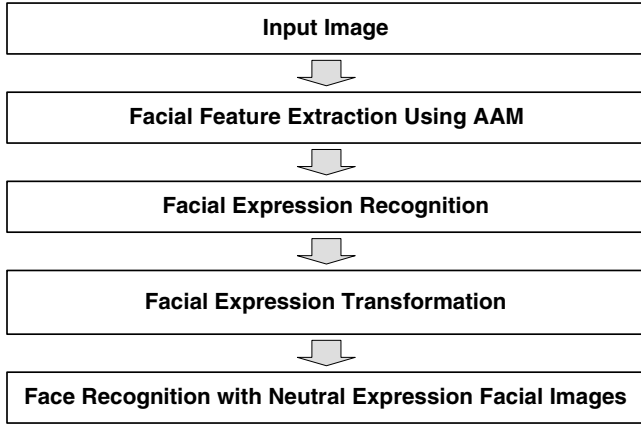 Input Image
Facial Feature Extraction Using AAM
Facial Expression Recognition
Facial Expression Transformation
Face Recognition with Neutral Expression Facial Images